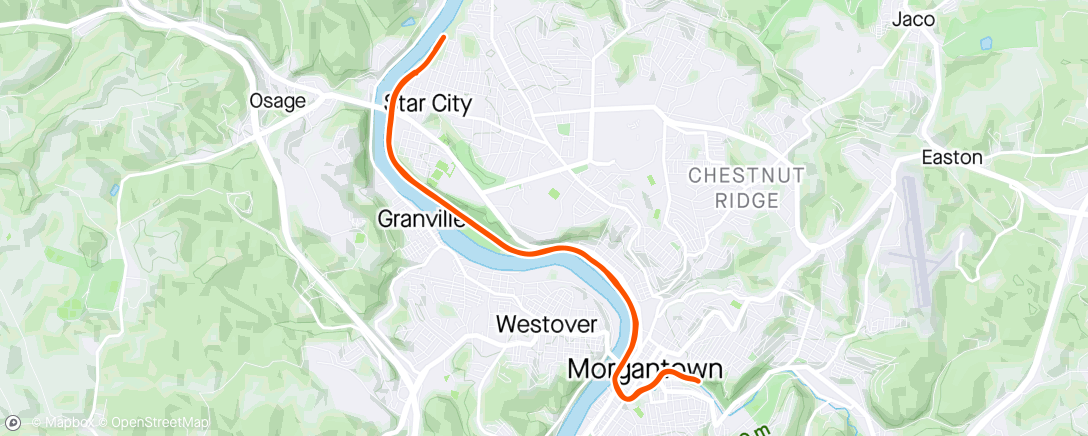 Jaco
Osage
Star City
Easton
CHESTNUT
RIDGE
Granville
Westover
Morgantown
© Mapbox © OpenStreetMap